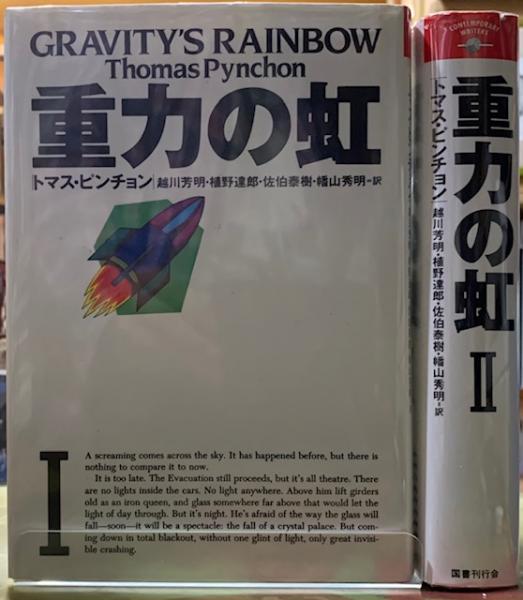 GRAVITY'S RAINBOW
Thomas Pynchon
重力の虹
トマス・ピンチョン
越川芳明・植野達郎・佐伯泰樹・幡山秀明=訳
I
A screaming comes across the sky. It has happened before, but there is
nothing to compare it to now.
It is too late. The Evacuation still proceeds, but it's all theatre. There
are no lights inside the cars. No light anywhere. Above him lift girders
old as an iron queen, and glass somewhere far above that would let the
light of day through. But it's night. He's afraid of the way the glass will
fall—soon—it will be a spectacle: the fall of a crystal palace. But com-
ing down in total blackout, without one glint of light, only great invisi-
ble crashing.
CONTEMPORARY
WRITERS
重力の虹
II
トマス・ピンチョン
越川芳明・植野達郎・佐伯泰樹・幡山秀明=訳
国書刊行会